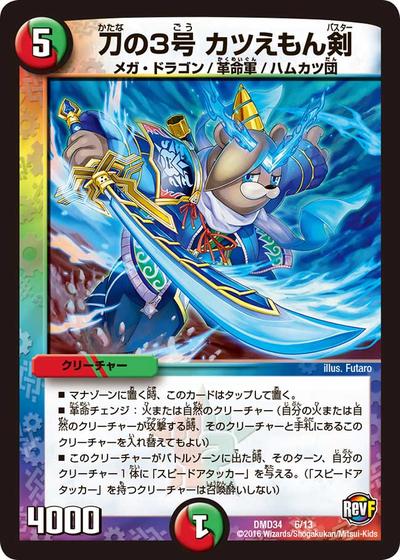 5
かたな ごう バスター
刀の3号 カツえもん剣
かくめいぐん だん
メガ・ドラゴン / 革命軍 / ハムカツ団
illus. Futaro
クリーチャー
■ マナゾーンに置く時、このカードはタップして置く。
かくめい
■ 革命チェンジ：火または自然のクリーチャー（自分の火または自
然のクリーチャーが攻撃する時、そのクリーチャーと手札にあるこの
クリーチャーを入れ替えてもよい）
■ このクリーチャーがバトルゾーンに出た時、そのターン、自分の
クリーチャー1体に「スピードアタッカー」を与える。（「スピードア
タッカー」を持つクリーチャーは召喚酔いしない）
4000
1
DMD34 6/13
©2016 Wizards/Shogakukan/Mitsui-Kids
RevF